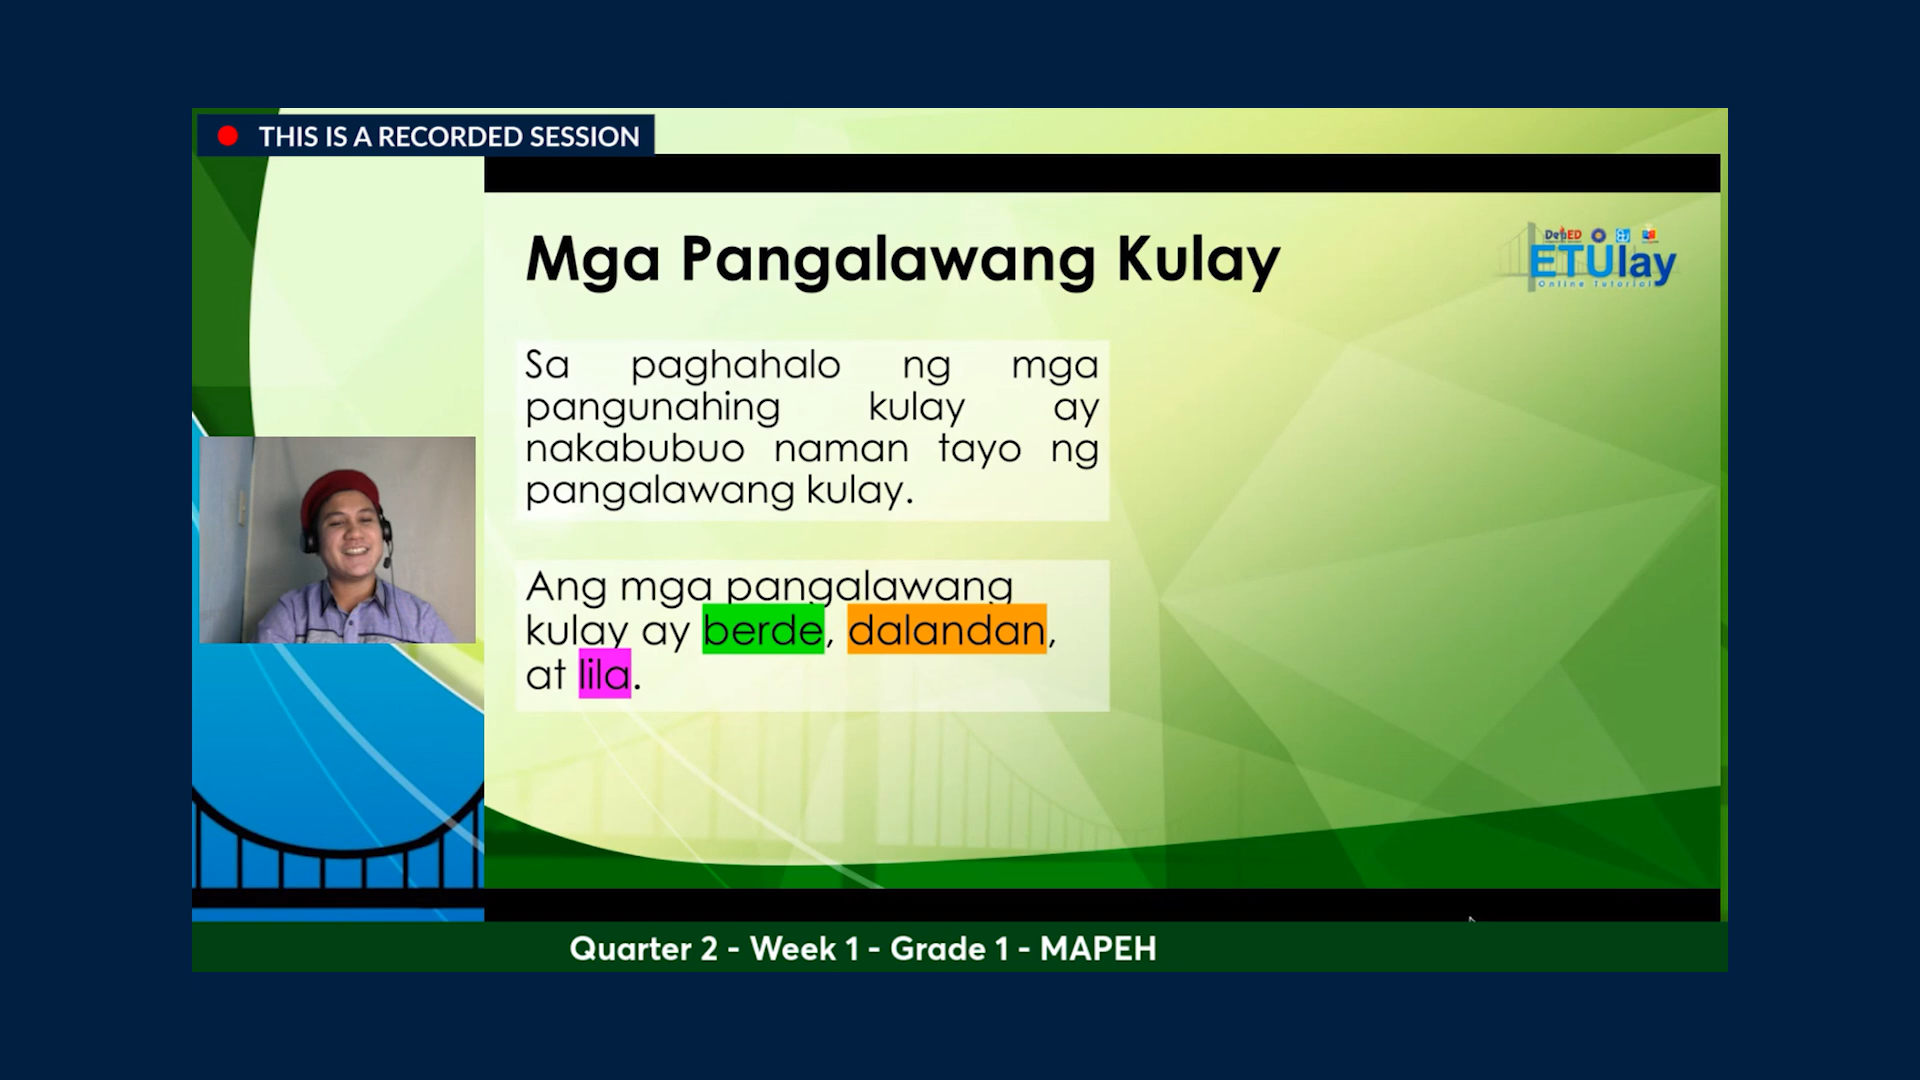 THIS IS A RECORDED SESSION
Mga Pangalawang Kulay
DepED
ETUlay
Online Tutorial
Sa paghahalo ng mga
pangunahing kulay ay
nakabubuo naman tayo ng
pangalawang kulay.
Ang mga pangalawang
kulay ay berde, dalandan,
at lila.
Quarter 2 - Week 1 - Grade 1 - MAPEH